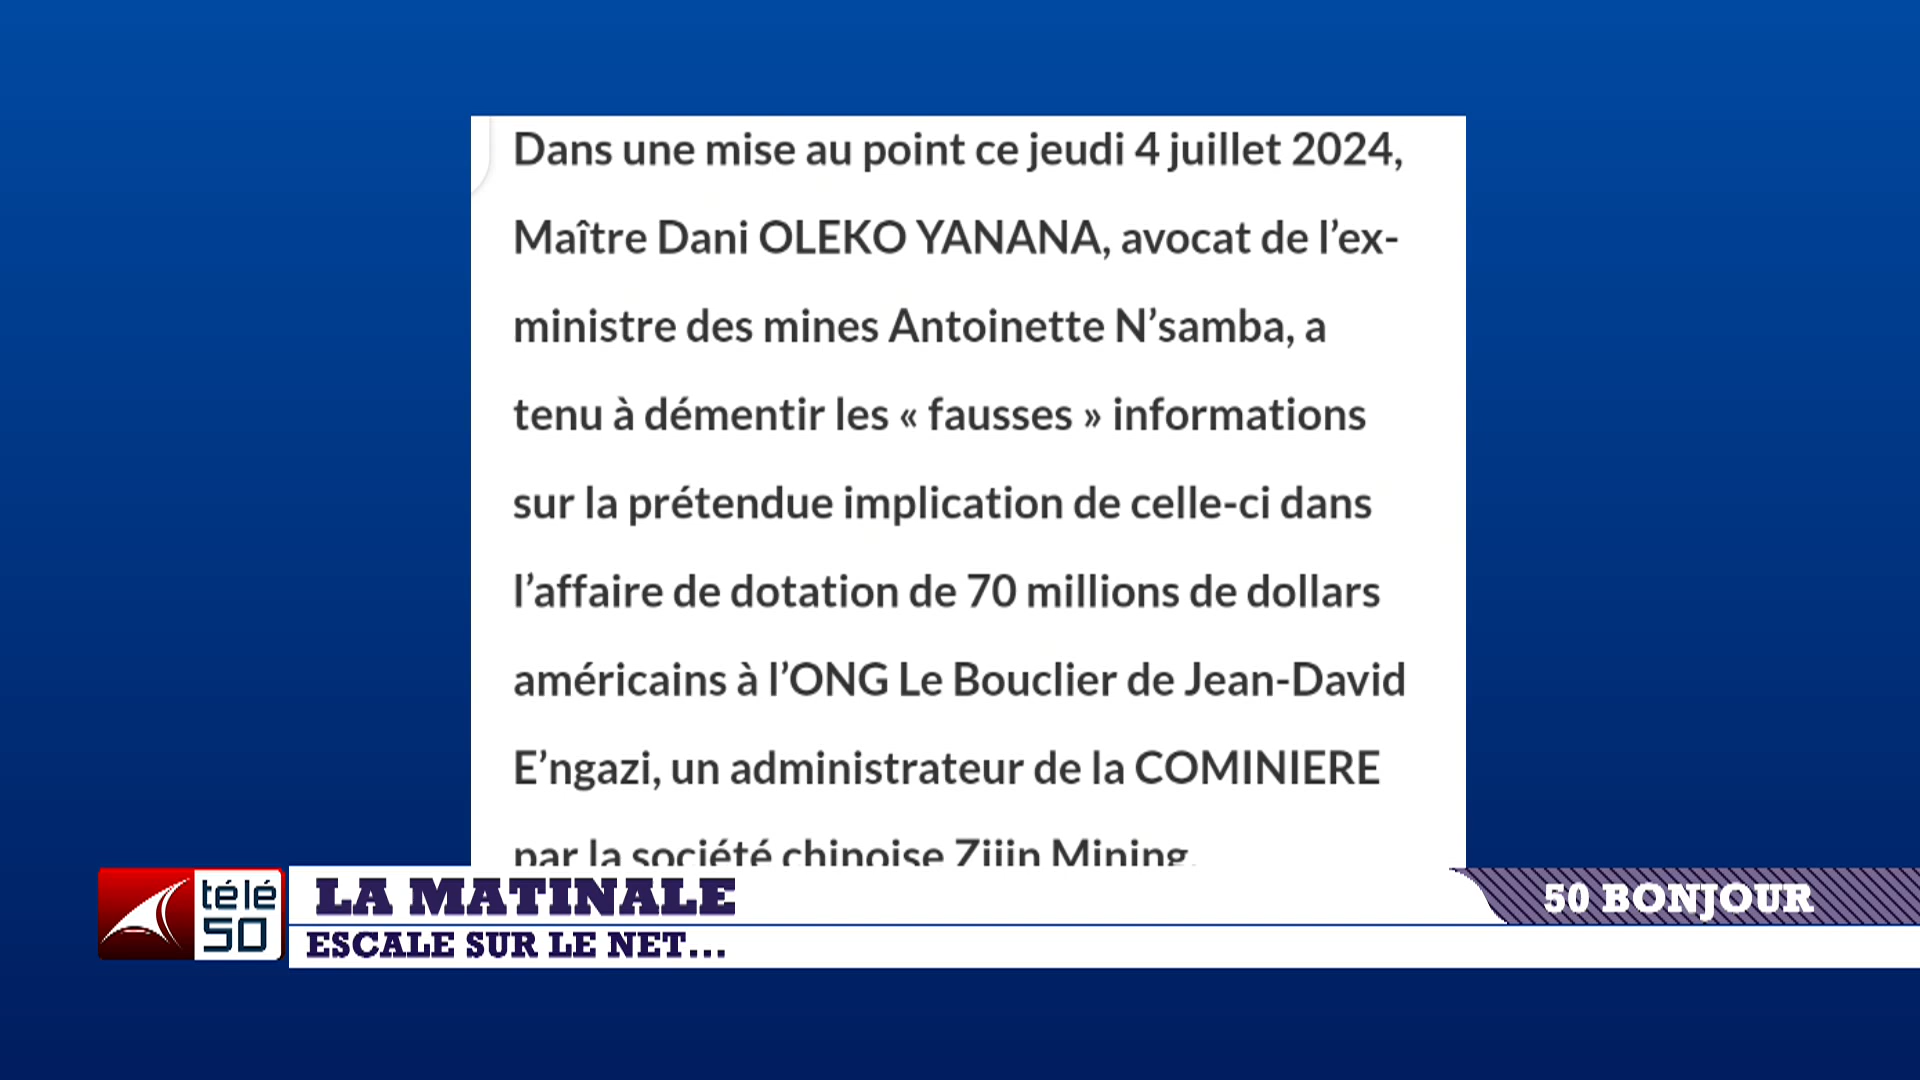 Dans une mise au point ce jeudi 4 juillet 2024,
Maître Dani OLEKO YANANA, avocat de l’ex-
ministre des mines Antoinette N’samba, a
tenu à démentir les « fausses » informations
sur la prétendue implication de celle-ci dans
l’affaire de dotation de 70 millions de dollars
américains à l’ONG Le Bouclier de Jean-David
E’ngazi, un administrateur de la COMINIERE
par la société chinoise Zijin Mining.
télé
50
LA MATINALE
50 BONJOUR
ESCALE SUR LE NET...